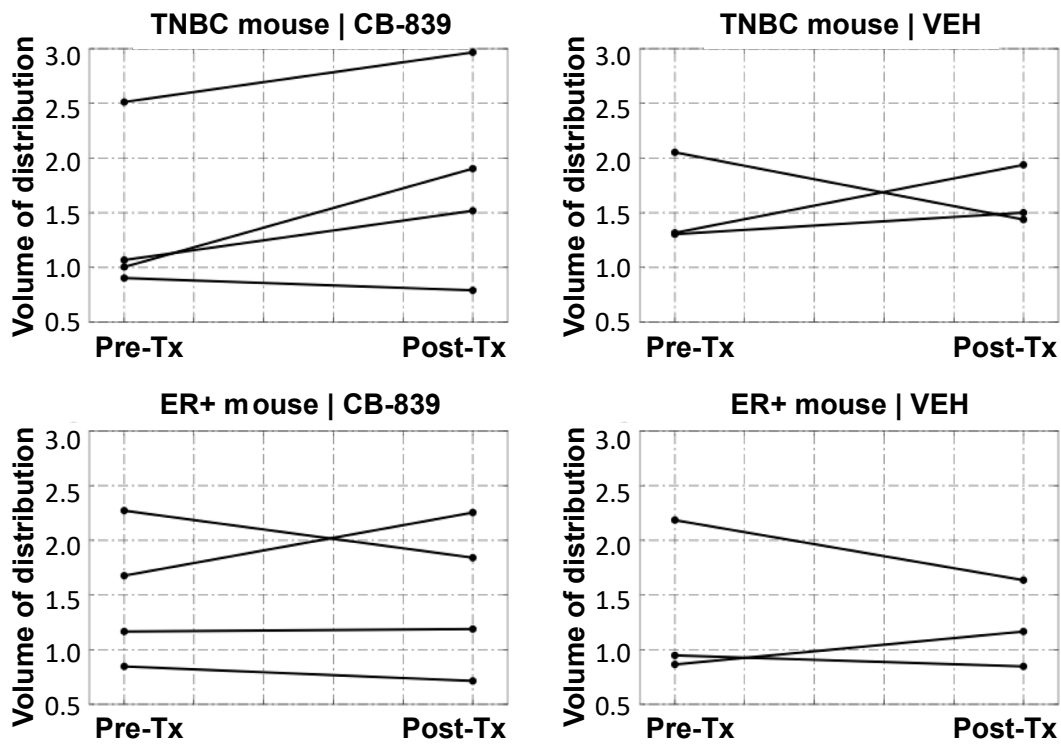 TNBC mouse | CB-839
Volume of distribution
3.0
2.5
2.0
1.5
1.0
0.5
Pre-Tx Post-Tx
TNBC mouse | VEH
Volume of distribution
3.0
2.5
2.0
1.5
1.0
0.5
Pre-Tx Post-Tx
ER+ mouse | CB-839
Volume of distribution
3.0
2.5
2.0
1.5
1.0
0.5
Pre-Tx Post-Tx
ER+ mouse | VEH
Volume of distribution
3.0
2.5
2.0
1.5
1.0
0.5
Pre-Tx Post-Tx